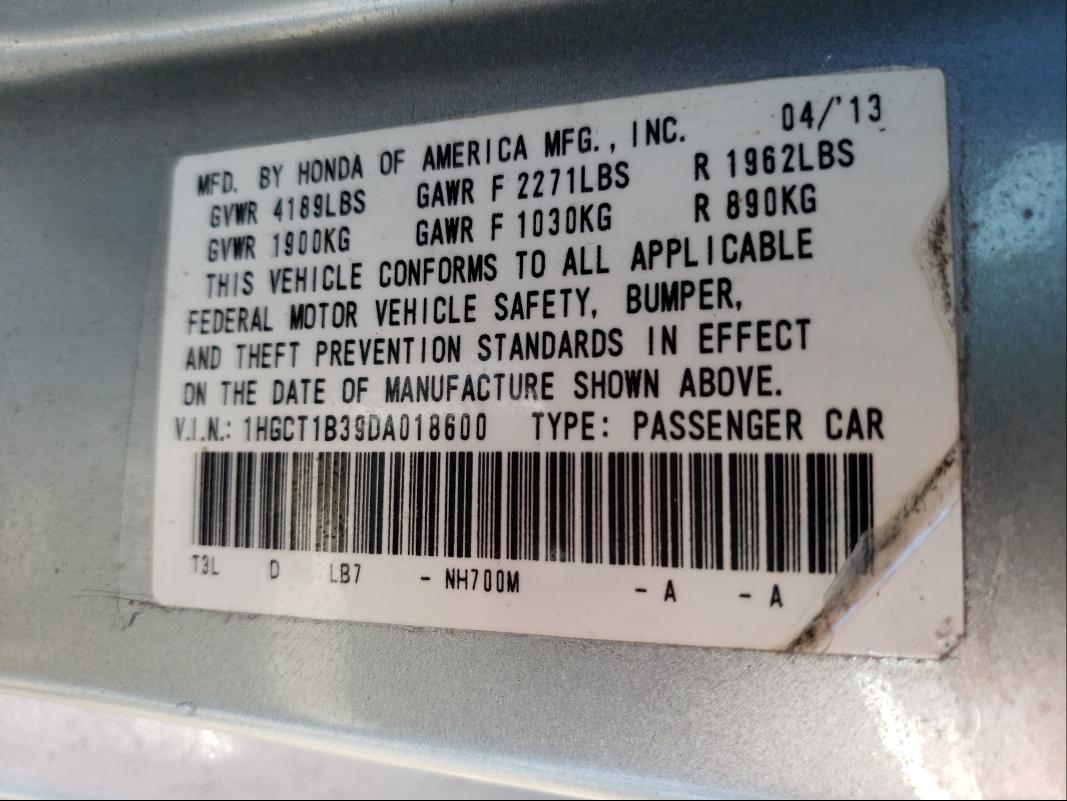 MFD. BY HONDA OF AMERICA MFG., INC. 04/'13
GVWR 4189LBS GAWR F 2271LBS R 1962LBS
GVWR 1900KG GAWR F 1030KG R 890KG
THIS VEHICLE CONFORMS TO ALL APPLICABLE
FEDERAL MOTOR VEHICLE SAFETY, BUMPER,
AND THEFT PREVENTION STANDARDS IN EFFECT
ON THE DATE OF MANUFACTURE SHOWN ABOVE.
V.I.N.: 1HGCT1B39DA018600 TYPE: PASSENGER CAR
T3L D LB7 - NH700M - A - A